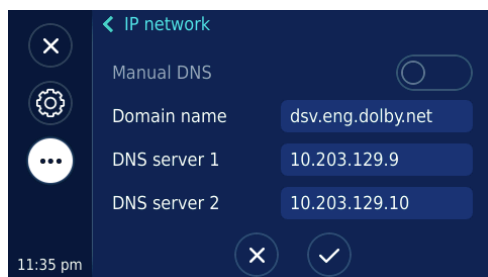 IP network
Manual DNS
Domain name dsv.eng.dolby.net
DNS server 1 10.203.129.9
DNS server 2 10.203.129.10
11:35 pm